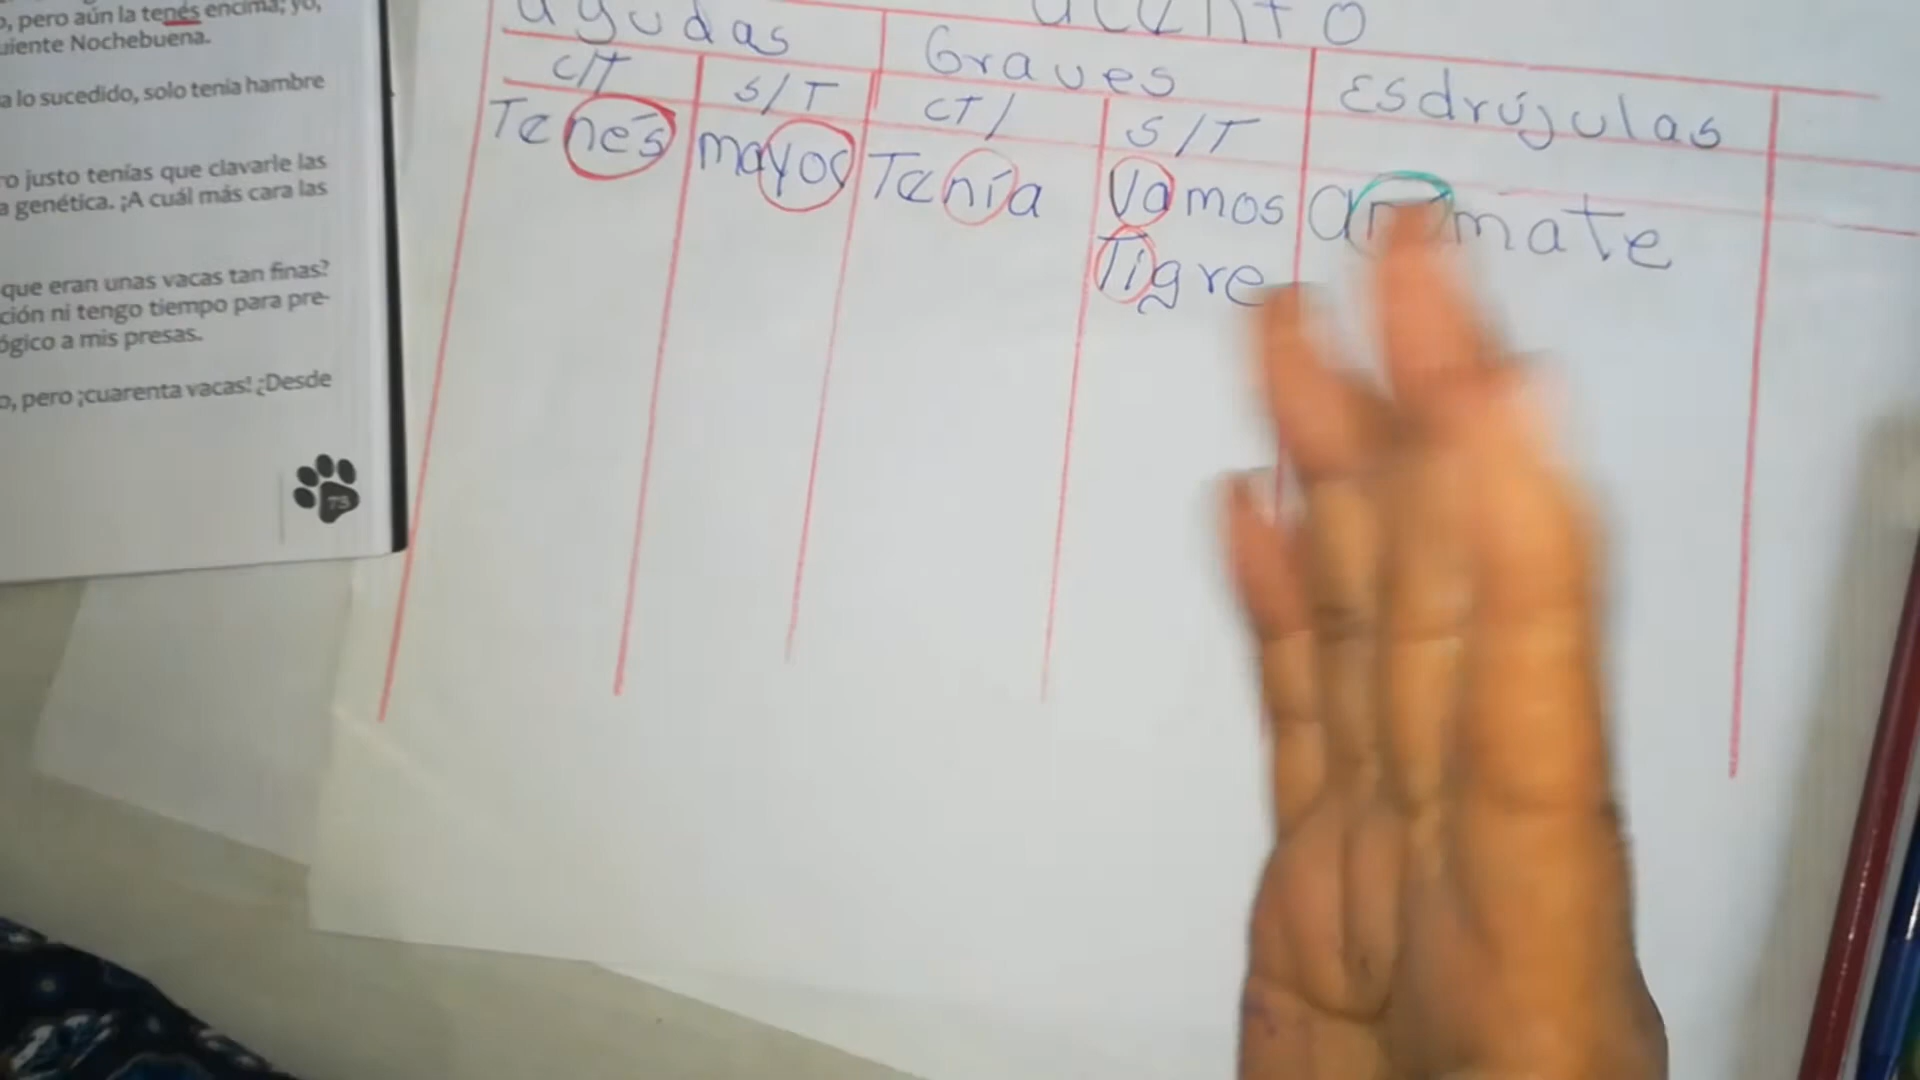 pero aún la tenés encima; yo,
uiente Nochebuena.
a lo sucedido, solo tenía hambre
ro justo tenías que clavarle las
a genética. ¡A cuál más cara las
que eran unas vacas tan finas?
ción ni tengo tiempo para pre-
ógico a mis presas.
o, pero ¡cuarenta vacas! ¿Desde
73
acento
agudas Graves Esdrújulas
C/T S/T CT/ S/T
Tenés mayos Tenía Vamos
mate
Tigre